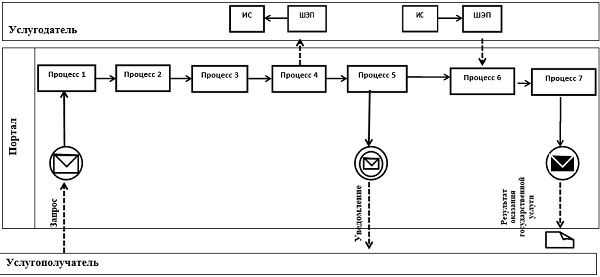 Услугодатель
ИС
ШЭП
ИС
ШЭП
Портал
Процесс 1
Процесс 2
Процесс 3
Процесс 4
Процесс 5
Процесс 6
Процесс 7
Запрос
Уведомление
Результат
оказания
государственной
услуги
Услугополучатель